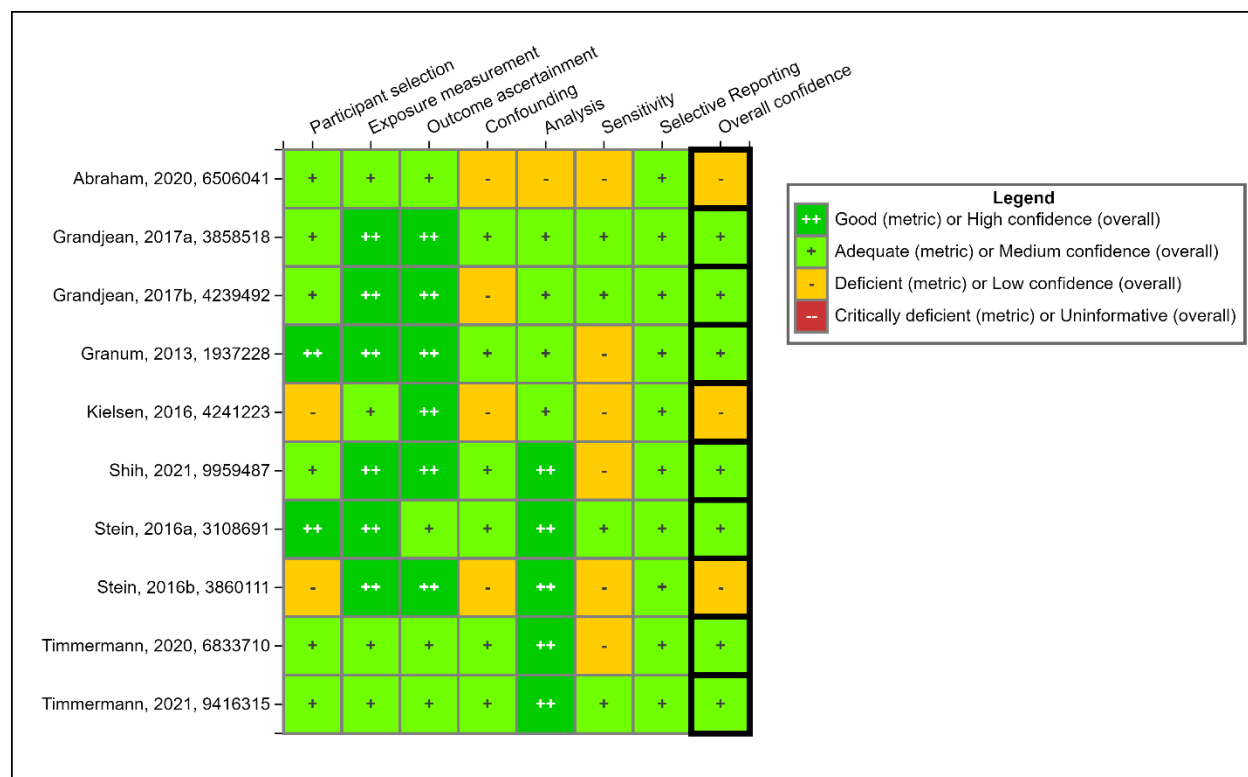 Participant selection
Exposure measurement
Outcome ascertainment
Confounding
Analysis
Sensitivity
Selective Reporting
Overall confidence
Abraham, 2020, 6506041 + + + - - - + -
Grandjean, 2017a, 3858518 + ++ ++ + + + + +
Grandjean, 2017b, 4239492 + ++ ++ - + + + +
Granum, 2013, 1937228 ++ ++ ++ + + - + +
Kielsen, 2016, 4241223 - + ++ - + - + -
Shih, 2021, 9959487 + ++ ++ + ++ - + +
Stein, 2016a, 3108691 ++ ++ + + ++ + + +
Stein, 2016b, 3860111 - ++ ++ - ++ - + -
Timmermann, 2020, 6833710 + + + + ++ - + +
Timmermann, 2021, 9416315 + + + + ++ + + +
Legend
++ Good (metric) or High confidence (overall)
+ Adequate (metric) or Medium confidence (overall)
- Deficient (metric) or Low confidence (overall)
-- Critically deficient (metric) or Uninformative (overall)